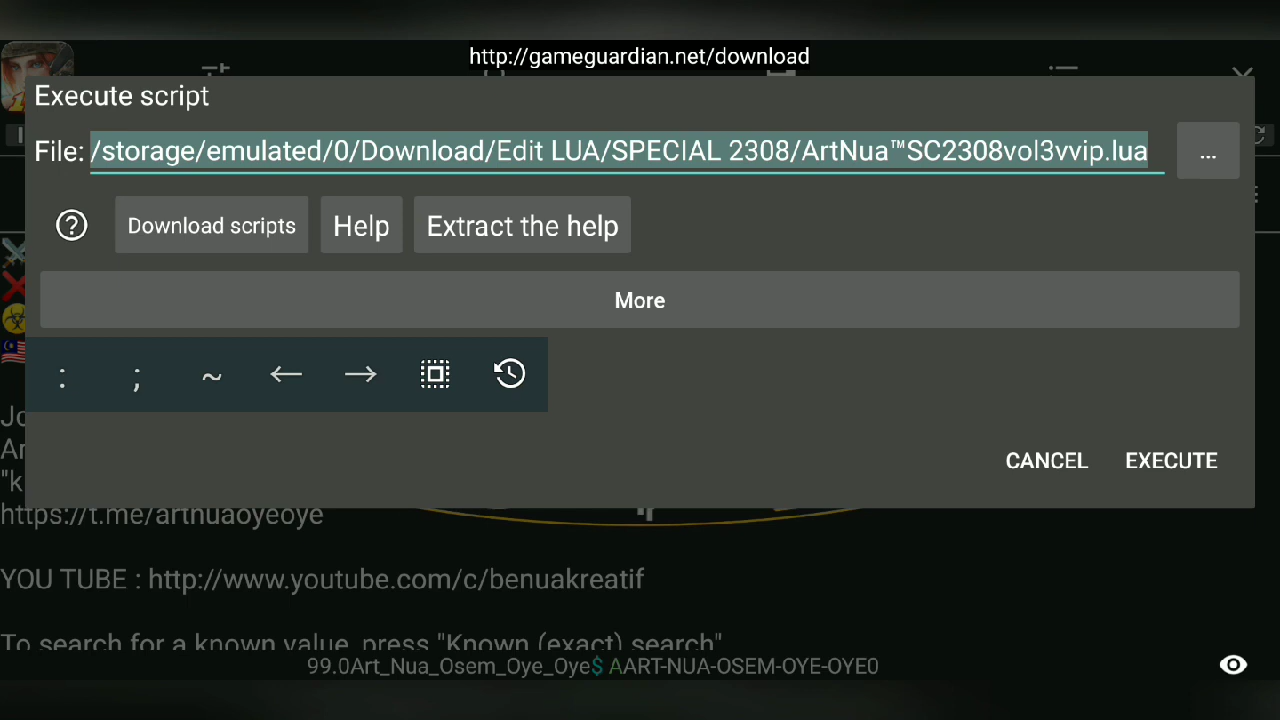 http://gameguardian.net/download
Execute script
File: /storage/emulated/0/Download/Edit LUA/SPECIAL 2308/ArtNua™SC2308vol3vvip.lua
...
Download scripts
Help
Extract the help
More
: ; ~ ← →
CANCEL
EXECUTE
https://t.me/artnuaoyeoye
YOU TUBE : http://www.youtube.com/c/benuakreatif
To search for a known value, press "Known (exact) search"
99.0Art_Nua_Osem_Oye_Oye$ AART-NUA-OSEM-OYE-OYE0